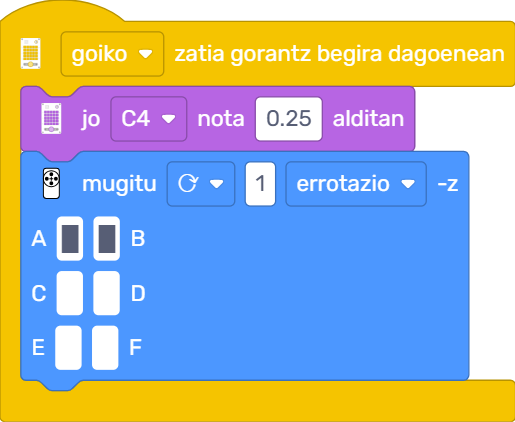 goiko zatia gorantz begira dagoenean
jo C4 nota 0.25 alditan
mugitu 1 errotazio -z
A B
C D
E F